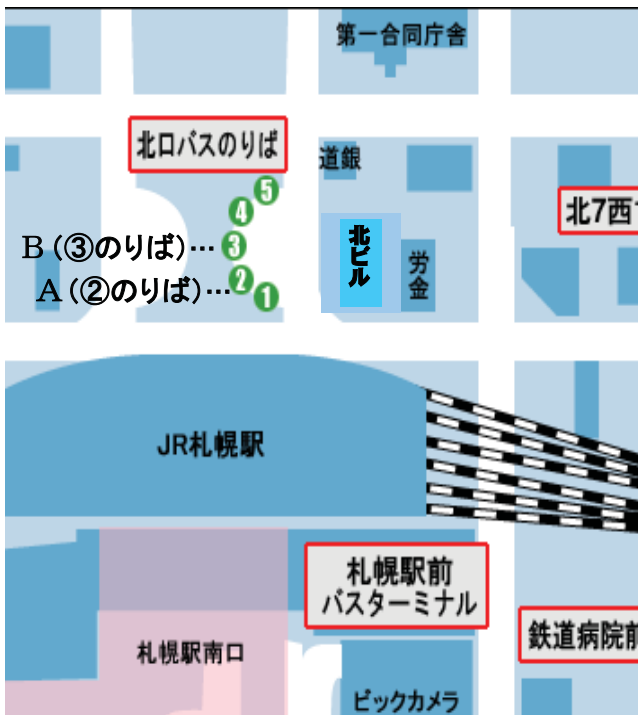 第一合同庁舎
北口バスのりば
道銀
⑤
④
北7西
B(③のりば)…③
北ビル
労金
A(②のりば)…②
①
JR札幌駅
札幌駅前
バスターミナル
鉄道病院前
札幌駅南口
ビックカメラ